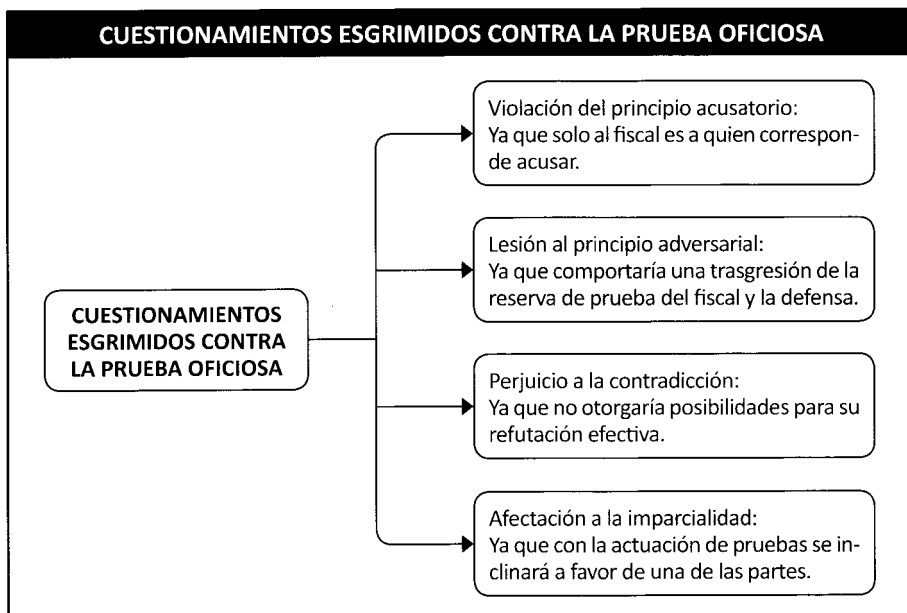 CUESTIONAMIENTOS ESGRIMIDOS CONTRA LA PRUEBA OFICIOSA
CUESTIONAMIENTOS
ESGRIMIDOS CONTRA
LA PRUEBA OFICIOSA
Violación del principio acusatorio:
Ya que solo al fiscal es a quien correspon-
de acusar.
Lesión al principio adversarial:
Ya que comportaría una trasgresión de la
reserva de prueba del fiscal y la defensa.
Perjuicio a la contradicción:
Ya que no otorgaría posibilidades para su
refutación efectiva.
Afectación a la imparcialidad:
Ya que con la actuación de pruebas se in-
clinará a favor de una de las partes.